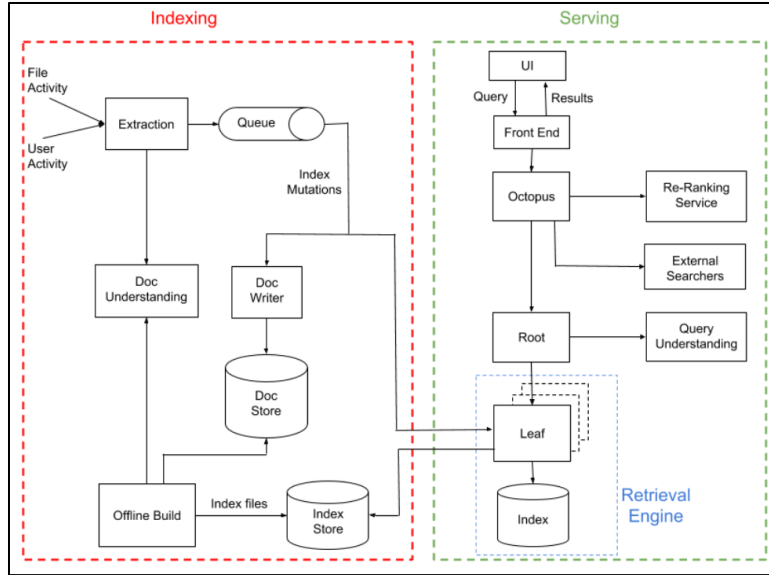 Indexing
File
Activity
User
Activity
Extraction
Queue
Index
Mutations
Doc
Understanding
Doc
Writer
Doc
Store
Offline Build
Index files
Index
Store
Serving
UI
Query
Results
Front End
Octopus
Re-Ranking
Service
External
Searchers
Root
Query
Understanding
Leaf
Index
Retrieval
Engine